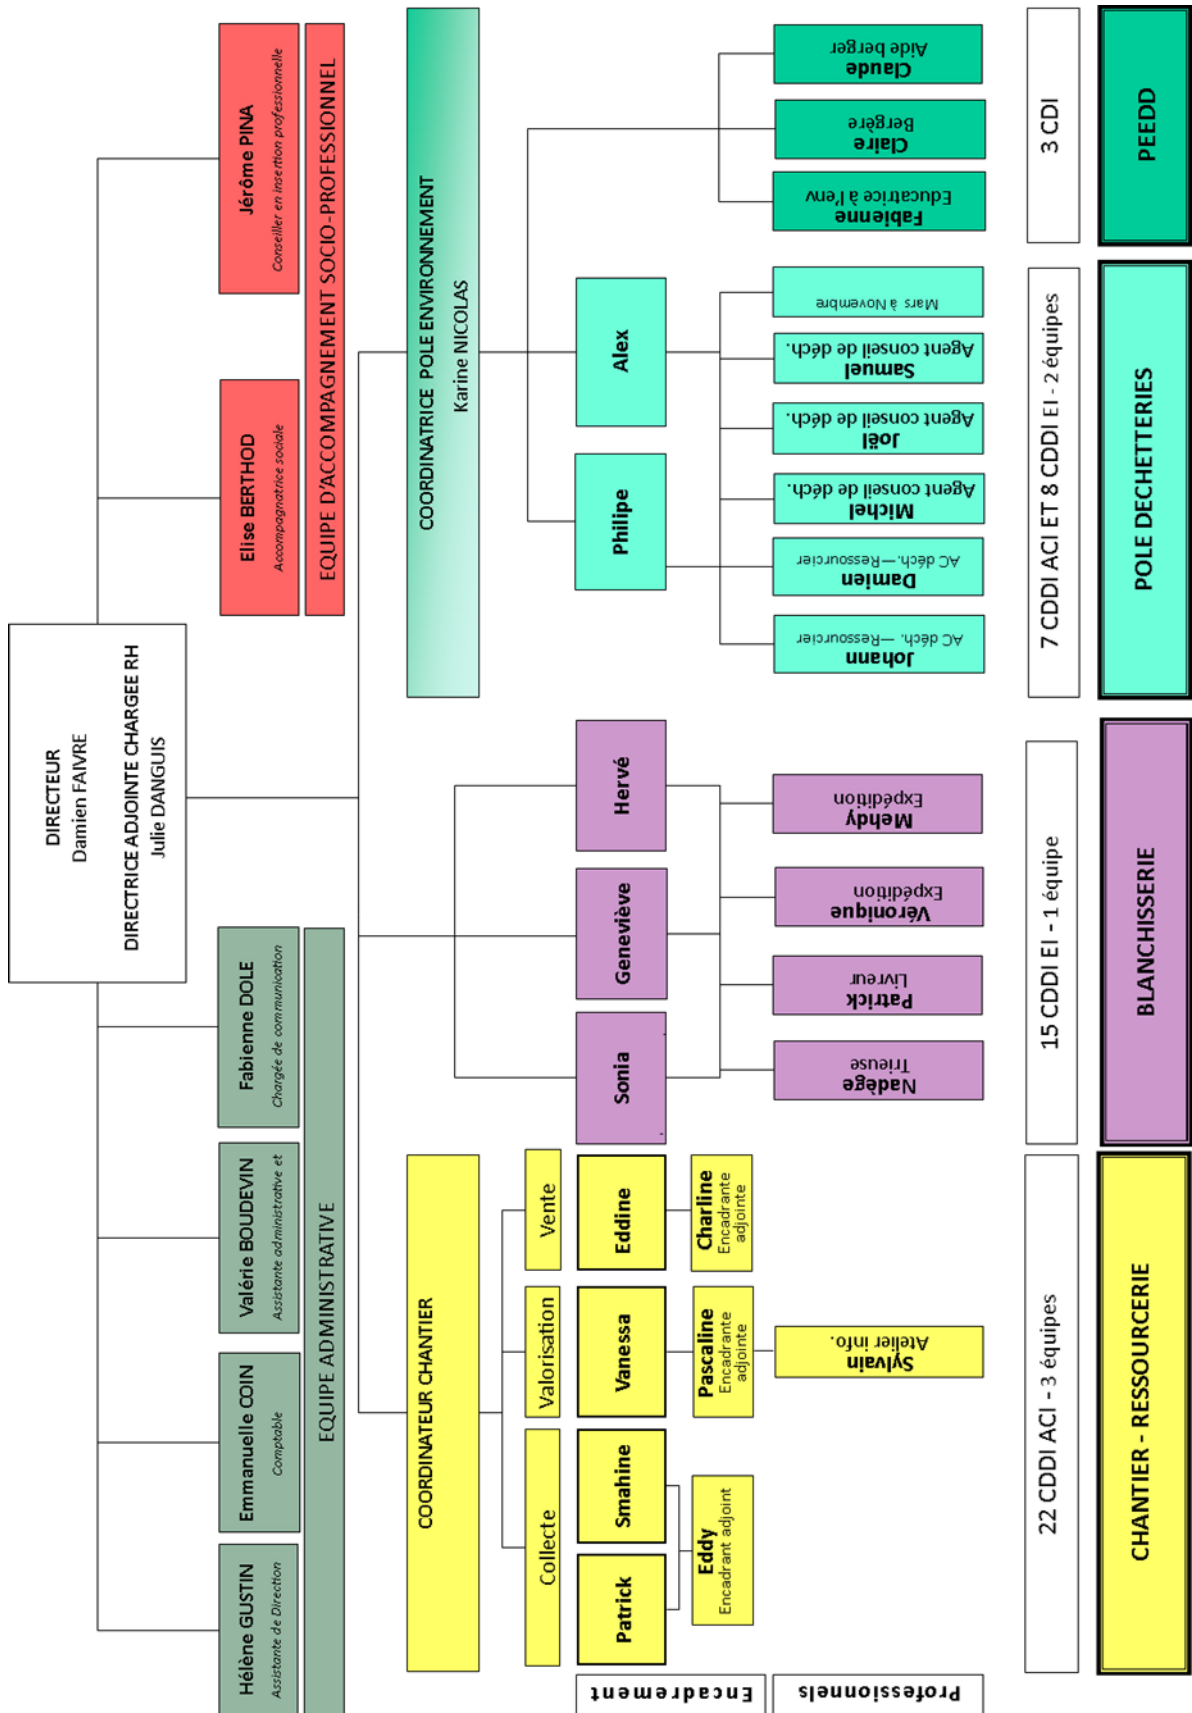 DIRECTEUR
Damien FAIVRE
DIRECTRICE ADJOINTE CHARGEE RH
Julie DANGUIS
Hélène GUSTIN
Assistante de Direction
Emmanuelle COIN
Comptable
Valérie BOUDEVIN
Assistante administrative et
Fabienne DOLE
Chargée de communication
EQUIPE ADMINISTRATIVE
Elise BERTHOD
Accompagnatrice sociale
Jérôme PINA
Conseiller en insertion professionnelle
EQUIPE D'ACCOMPAGNEMENT SOCIO-PROFESSIONNEL
COORDINATEUR CHANTIER
COORDINATRICE POLE ENVIRONNEMENT
Karine NICOLAS
Collecte
Valorisation
Vente
Encadrement
Patrick
Smahine
Vanessa
Eddine
Sonia
Geneviève
Hervé
Philipe
Alex
Eddy
Encadrant adjoint
Pascaline
Encadrante
adjointe
Charline
Encadrante
adjointe
Professionnels
Sylvain
Atelier info.
Nadège
Trieuse
Patrick
Livreur
Véronique
Expédition
Mehdy
Expédition
Johann
AC déch. —Ressourcier
Damien
AC déch. —Ressourcier
Michel
Agent conseil de déch.
Joël
Agent conseil de déch.
Samuel
Agent conseil de déch.
Mars à Novembre
Fabienne
Educatrice à l'env
Claire
Bergère
Claude
Aide berger
22 CDDI ACI - 3 équipes
15 CDDI EI - 1 équipe
7 CDDI ACI ET 8 CDDI EI - 2 équipes
3 CDI
CHANTIER - RESSOURCERIE
BLANCHISSERIE
POLE DECHETTERIES
PEEDD